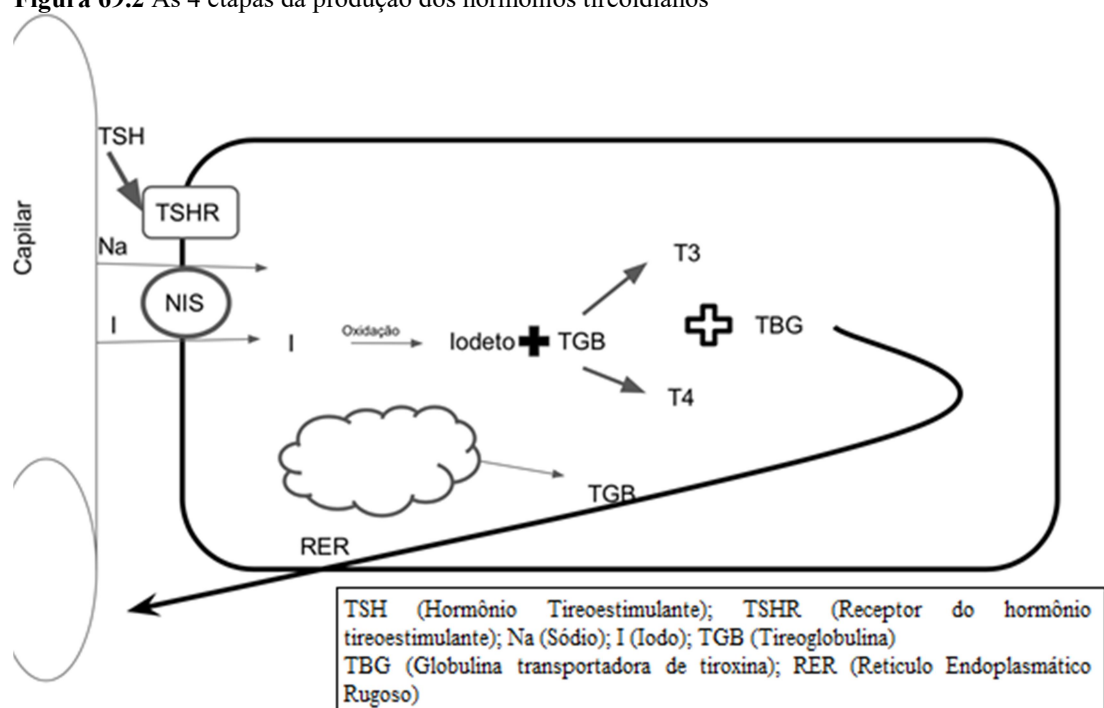 Figura 69.2 As 4 etapas da produção dos hormônios tireoidianos
TSH
TSHR
Capilar
Na
NIS
I
I
Oxidação
Iodeto
TGB
T3
T4
TBG
TGB
RER
TSH (Hormônio Tireoestimulante); TSHR (Receptor do hormônio
tireoestimulante); Na (Sódio); I (Iodo); TGB (Tireoglobulina)
TBG (Globulina transportadora de tiroxina); RER (Reticulo Endoplasmático
Rugoso)